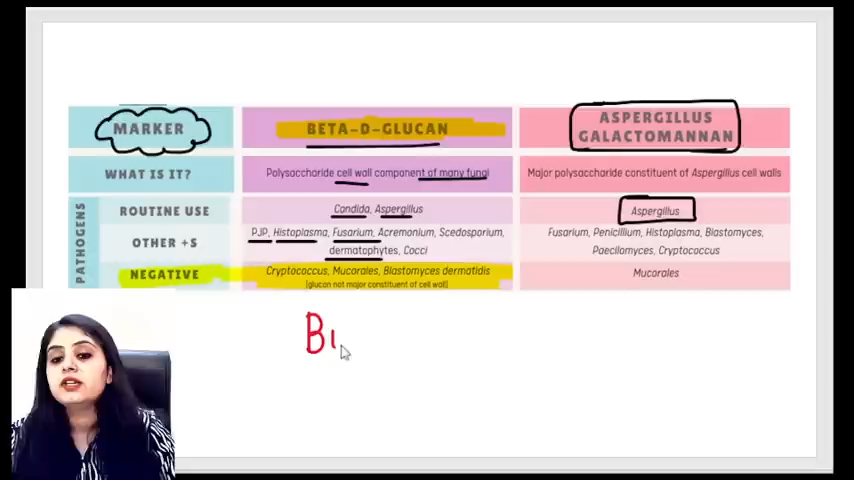 MARKER
BETA-D-GLUCAN
ASPERGILLUS
GALACTOMANNAN
WHAT IS IT?
Polysaccharide cell wall component of many fungi
Major polysaccharide constituent of Aspergillus cell walls
PATHOGENS
ROUTINE USE
Candida, Aspergillus
Aspergillus
OTHER +S
PJP, Histoplasma, Fusarium, Acremonium, Scedosporium,
dermatophytes, Cocci
Fusarium, Penicillium, Histoplasma, Blastomyces,
Paecilomyces, Cryptococcus
NEGATIVE
Cryptococcus, Mucorales, Blastomyces dermatidis
(glucan not major constituent of cell wall)
Mucorales
Bı